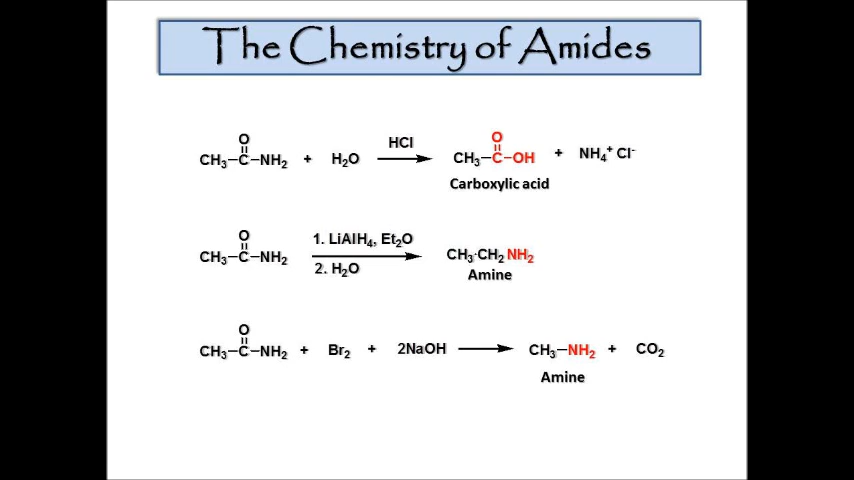 The Chemistry of Amides
O
CH₃–C–NH₂ + H₂O HCl CH₃–C–OH + NH₄⁺ Cl⁻
O
Carboxylic acid
O
CH₃–C–NH₂ 1. LiAlH₄, Et₂O CH₃-CH₂ NH₂
2. H₂O
Amine
O
CH₃–C–NH₂ + Br₂ + 2NaOH CH₃–NH₂ + CO₂
Amine